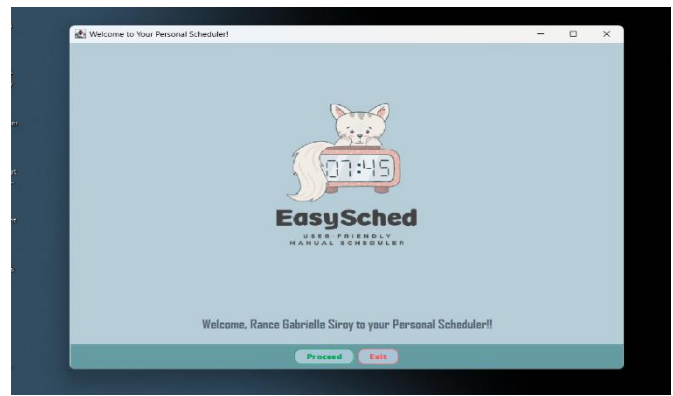 Welcome to Your Personal Scheduler!
07:45
EasySched
USER-FRIENDLY
MANUAL SCHEDULER
Welcome, Rance Gabrielle Siroy to your Personal Scheduler!!
Proceed
Exit